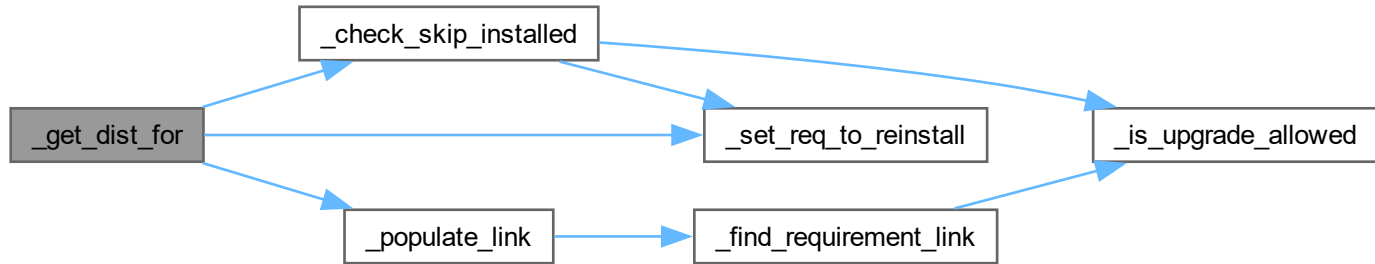 _check_skip_installed
_get_dist_for
_set_req_to_reinstall
_is_upgrade_allowed
_populate_link
_find_requirement_link